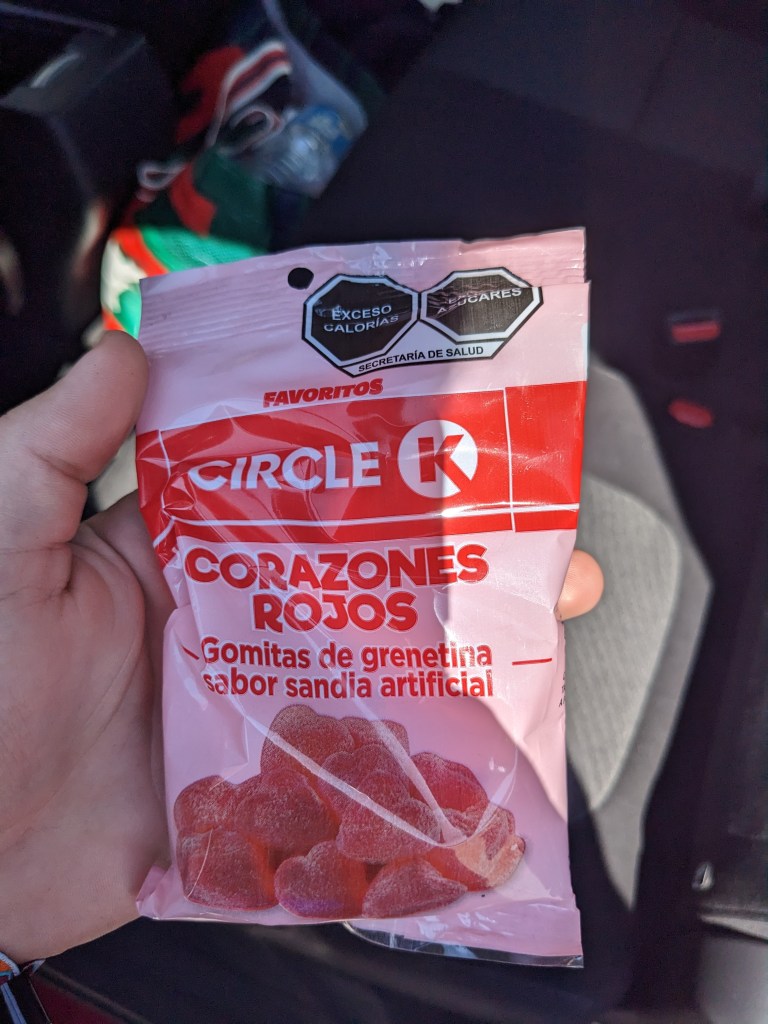 EXCESO
CALORÍAS
AZÚCARES
SECRETARÍA DE SALUD
FAVORITOS
CIRCLE K
CORAZONES
ROJOS
Gomitas de grenetina
sabor sandia artificial